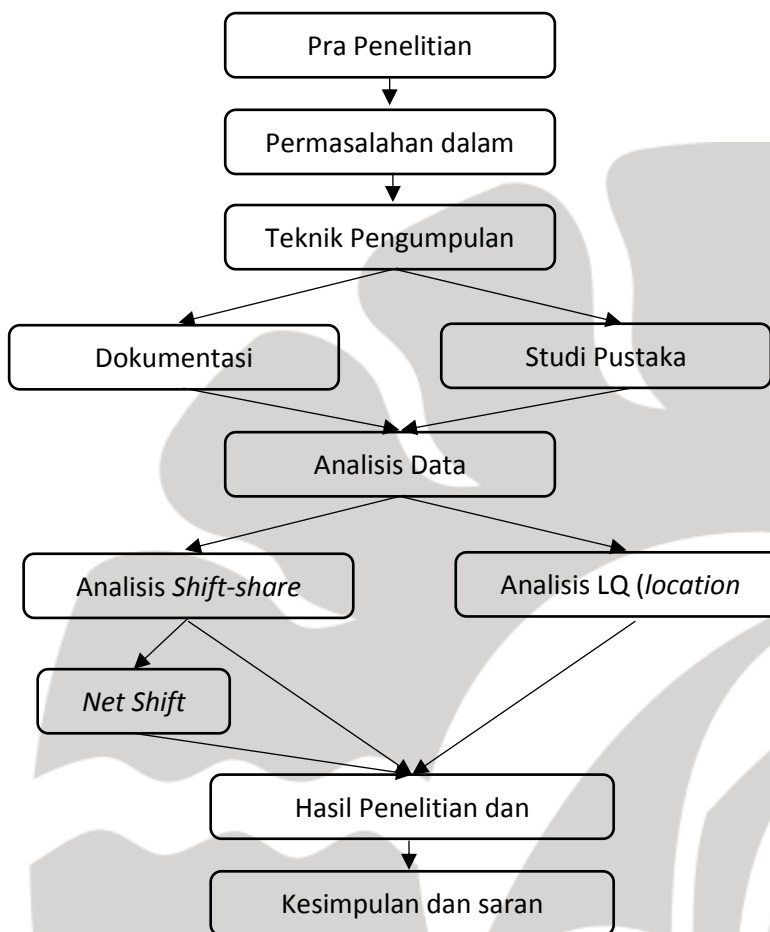 Pra Penelitian
Permasalahan dalam
Teknik Pengumpulan
Dokumentasi
Studi Pustaka
Analisis Data
Analisis Shift-share
Analisis LQ (location
Net Shift
Hasil Penelitian dan
Kesimpulan dan saran